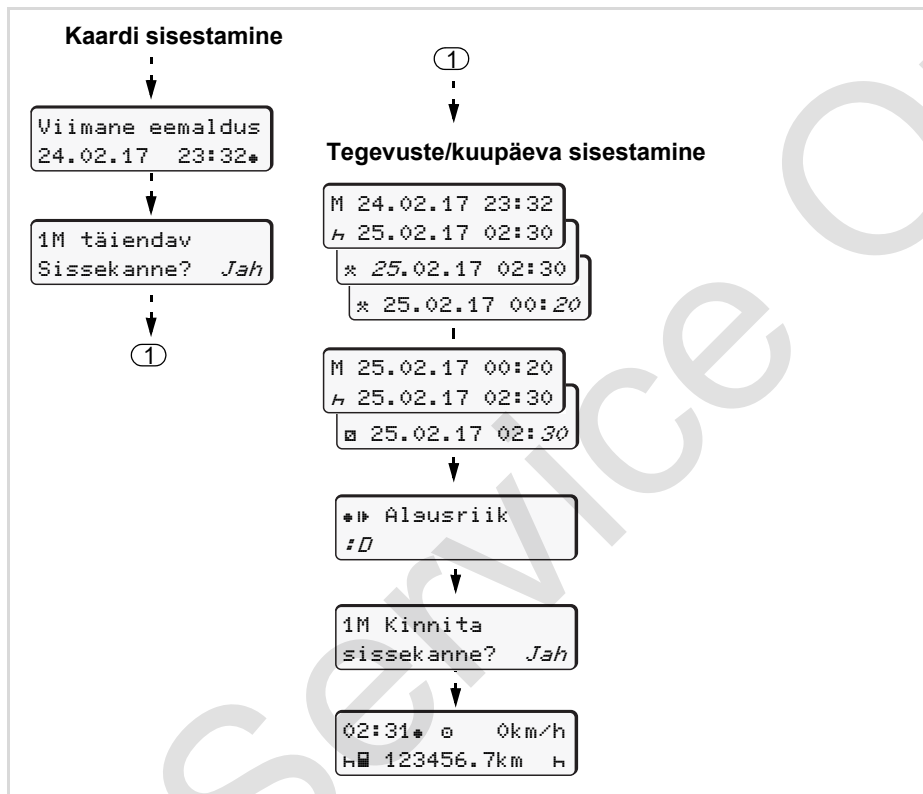 Kaardi sisestamine
Viimane eemaldus
24.02.17 23:32
1M täiendav
Sissekanne? Jah
1
1
Tegevuste/kuupäeva sisestamine
M 24.02.17 23:32
25.02.17 02:30
25.02.17 02:30
25.02.17 00:20
M 25.02.17 00:20
25.02.17 02:30
25.02.17 02:30
Algusriik
:D
1M Kinnita
sissekanne? Jah
02:31 0km/h
123456.7km
Service